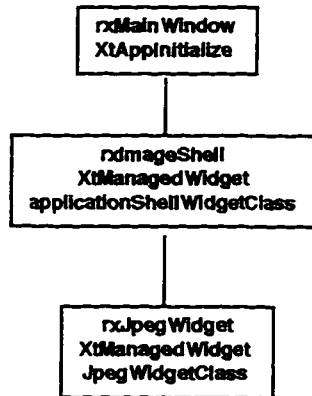 rxMain Window
XtAppInitialize
rxImageShell
XtManagedWidget
applicationShellWidgetClass
rxJpegWidget
XtManagedWidget
JpegWidgetClass